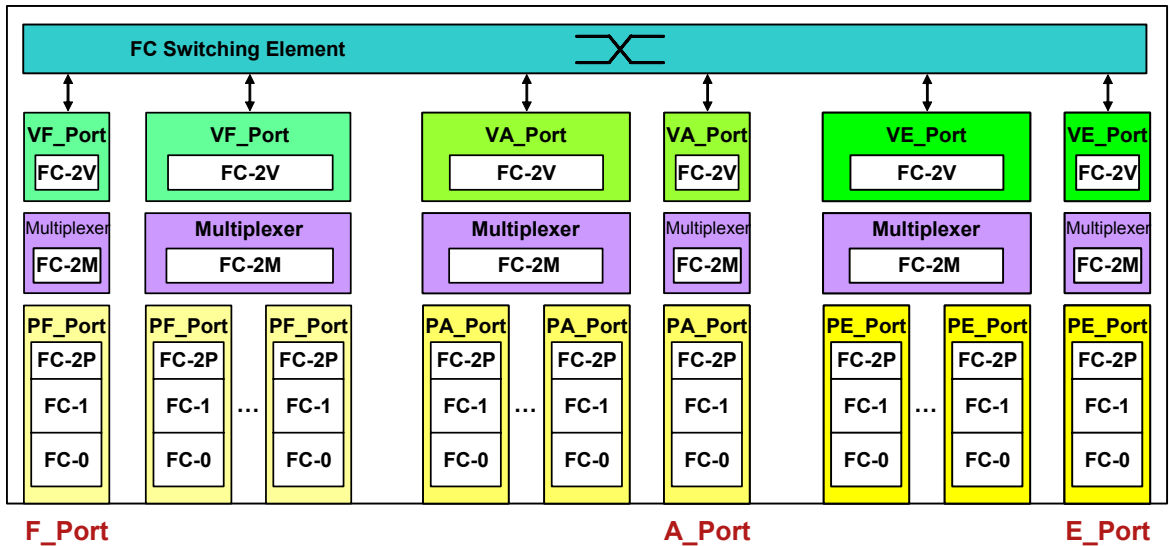 FC Switching Element
VF_Port VF_Port VA_Port VA_Port VE_Port VE_Port
FC-2V FC-2V FC-2V FC-2V FC-2V FC-2V
Multiplexer Multiplexer Multiplexer Multiplexer Multiplexer Multiplexer
FC-2M FC-2M FC-2M FC-2M FC-2M FC-2M
PF_Port PF_Port PF_Port PA_Port PA_Port PA_Port PE_Port PE_Port PE_Port
FC-2P FC-2P FC-2P FC-2P FC-2P FC-2P FC-2P FC-2P FC-2P
FC-1 FC-1 … FC-1 FC-1 … FC-1 FC-1 FC-1 … FC-1 FC-1
FC-0 FC-0 FC-0 FC-0 FC-0 FC-0 FC-0 FC-0 FC-0
F_Port A_Port E_Port